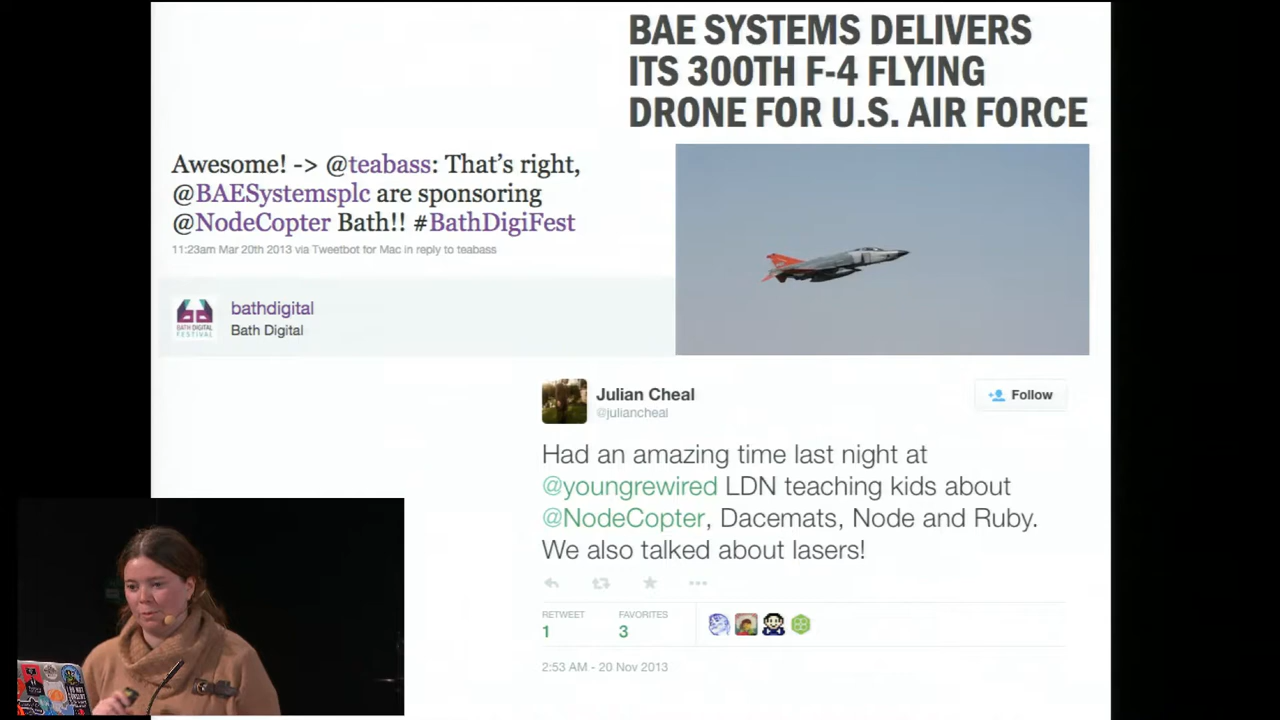 BAE SYSTEMS DELIVERS
ITS 300TH F-4 FLYING
DRONE FOR U.S. AIR FORCE
Awesome! -> @teabass: That's right,
@BAESystemsplc are sponsoring
@NodeCopter Bath!! #BathDigiFest
11:23am Mar 20th 2013 via Tweetbot for Mac in reply to teabass
BATH DIGITAL
FESTIVAL
bathdigital
Bath Digital
Julian Cheal
@juliancheal
Follow
Had an amazing time last night at
@youngrewired LDN teaching kids about
@NodeCopter, Dacemats, Node and Ruby.
We also talked about lasers!
RETWEET
1
FAVORITES
3
2:53 AM - 20 Nov 2013